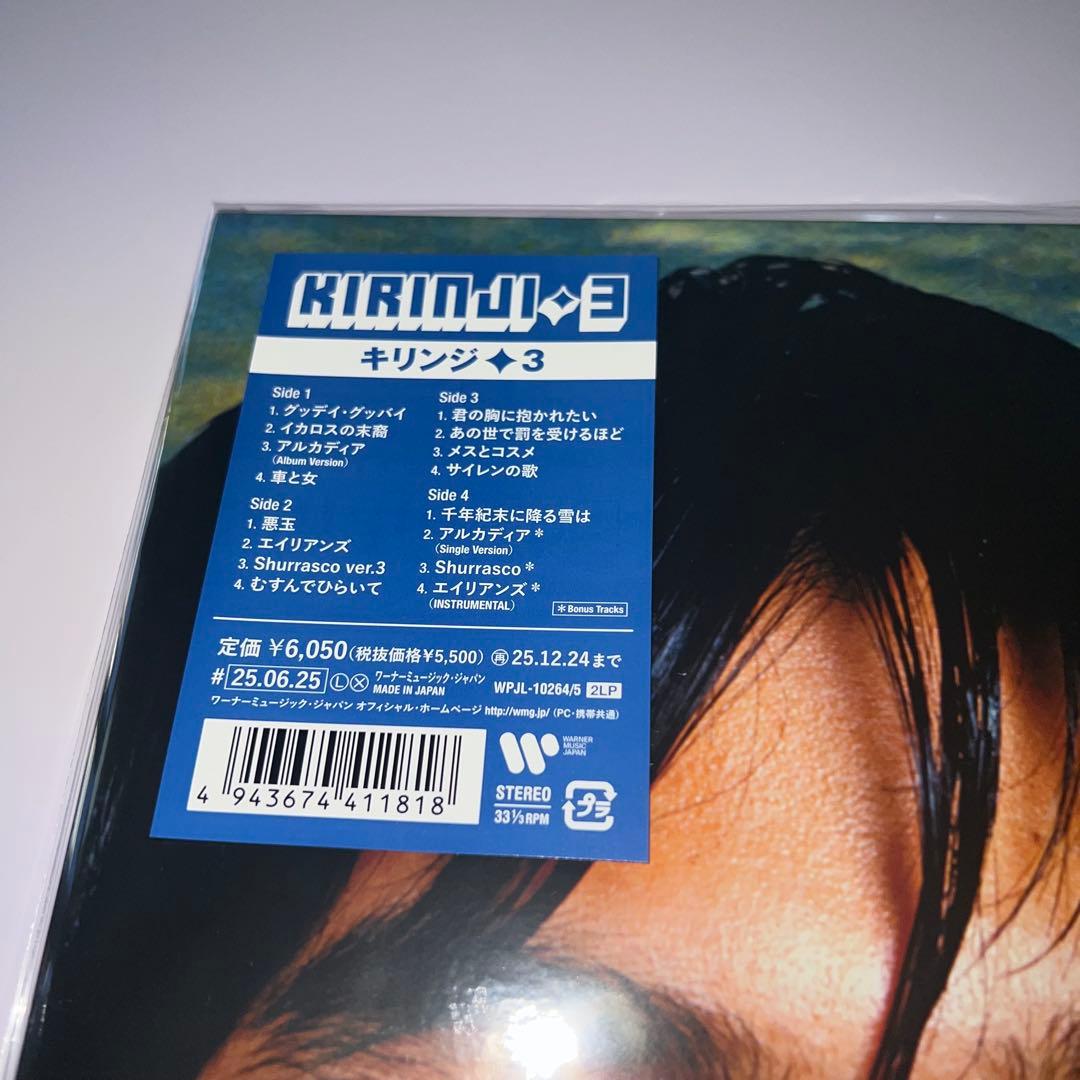 KIRINJI✦3
キリンジ✦3
Side 1
1. グッデイ・グッバイ
2. イカロスの末裔
3. アルカディア
(Album Version)
4. 車と女
Side 2
1. 悪玉
2. エイリアンズ
3. Shurrasco ver.3
4. むすんでひらいて
Side 3
1. 君の胸に抱かれたい
2. あの世で罰を受けるほど
3. メスとコスメ
4. サイレンの歌
Side 4
1. 千年紀末に降る雪は
2. アルカディア*
(Single Version)
3. Shurrasco*
4. エイリアンズ*
(INSTRUMENTAL)
*Bonus Tracks
定価 ¥6,050(税抜価格¥5,500) ㊢25.12.24まで
# 25.06.25 Ⓛ Ⓧ ワーナーミュージック・ジャパン
MADE IN JAPAN WPJL-10264/5 2LP
ワーナーミュージック・ジャパン オフィシャル・ホームページ http://wmg.jp/ (PC・携帯共通)
4 943674 411818
WARNER
MUSIC
JAPAN
STEREO
33⅓RPM
プラ